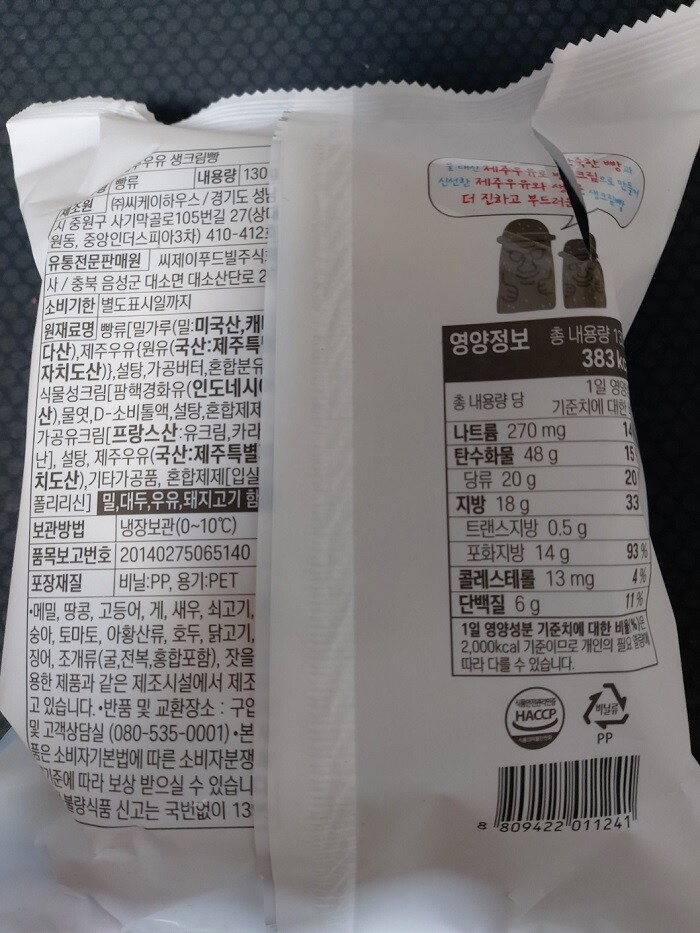 우유 생크림빵
빵류 내용량 130
제조원 ㈜씨케이하우스/경기도 성남
시 중원구 사기막골로105번길 27(상대
원동, 중앙인더스피아3차) 410-412호
유통전문판매원 씨제이푸드빌주식
사/충북 음성군 대소면 대소산단로 2
소비기한 별도표시일까지
원재료명 빵류[밀가루(밀:미국산,캐
다산),제주우유{원유(국산:제주특
자치도산)},설탕,가공버터,혼합분유
식물성크림[팜핵경화유(인도네시아
산),물엿,D-소비톨액,설탕,혼합제제
가공유크림[프랑스산:유크림,카라
난], 설탕, 제주우유(국산:제주특별
치도산),기타가공품, 혼합제제[입실
폴리리신] 밀,대두,우유,돼지고기 함
보관방법 냉장보관(0~10℃)
품목보고번호 20140275065140
포장재질 비닐:PP, 용기:PET
•메밀, 땅콩, 고등어, 게, 새우, 쇠고기,
숭아, 토마토, 아황산류, 호두, 닭고기,
징어, 조개류(굴,전복,홍합포함), 잣을
용한 제품과 같은 제조시설에서 제조
고 있습니다. •반품 및 교환장소 : 구입
및 고객상담실 (080-535-0001) •본
품은 소비자기본법에 따른 소비자분쟁
기준에 따라 보상 받으실 수 있습니
불량식품 신고는 국번없이 13
제주우유로 빵
신선한 제주우유와 생
더 진하고 부드러운
생크림빵
영양정보 총 내용량 13
383 k
총 내용량 당 1일 영양
기준치에 대한
나트륨 270 mg 14
탄수화물 48 g 15
당류 20 g 20
지방 18 g 33
트랜스지방 0.5 g
포화지방 14 g 93 %
콜레스테롤 13 mg 4 %
단백질 6 g 11 %
1일 영양성분 기준치에 대한 비율(%)은
2,000kcal 기준이므로 개인의 필요 열량에
따라 다를 수 있습니다.
HACCP
비닐류
PP
8 809422 011241